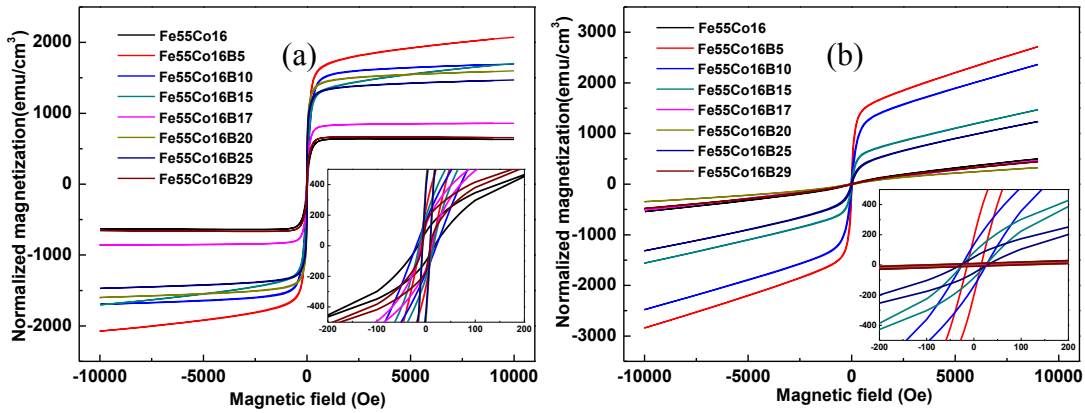 (a)
Normalized magnetization(emu/cm³)
2000
1000
0
-1000
-2000
Fe55Co16
Fe55Co16B5
Fe55Co16B10
Fe55Co16B15
Fe55Co16B17
Fe55Co16B20
Fe55Co16B25
Fe55Co16B29
400
200
0
-200
-400
-200 -100 0 100 200
-10000 -5000 0 5000 10000
Magnetic field (Oe)
(b)
Normalized magnetization(emu/cm³)
3000
2000
1000
0
-1000
-2000
-3000
Fe55Co16
Fe55Co16B5
Fe55Co16B10
Fe55Co16B15
Fe55Co16B17
Fe55Co16B20
Fe55Co16B25
Fe55Co16B29
400
200
0
-200
-400
-200 -100 0 100 200
-10000 -5000 0 5000 10000
Magnetic field (Oe)